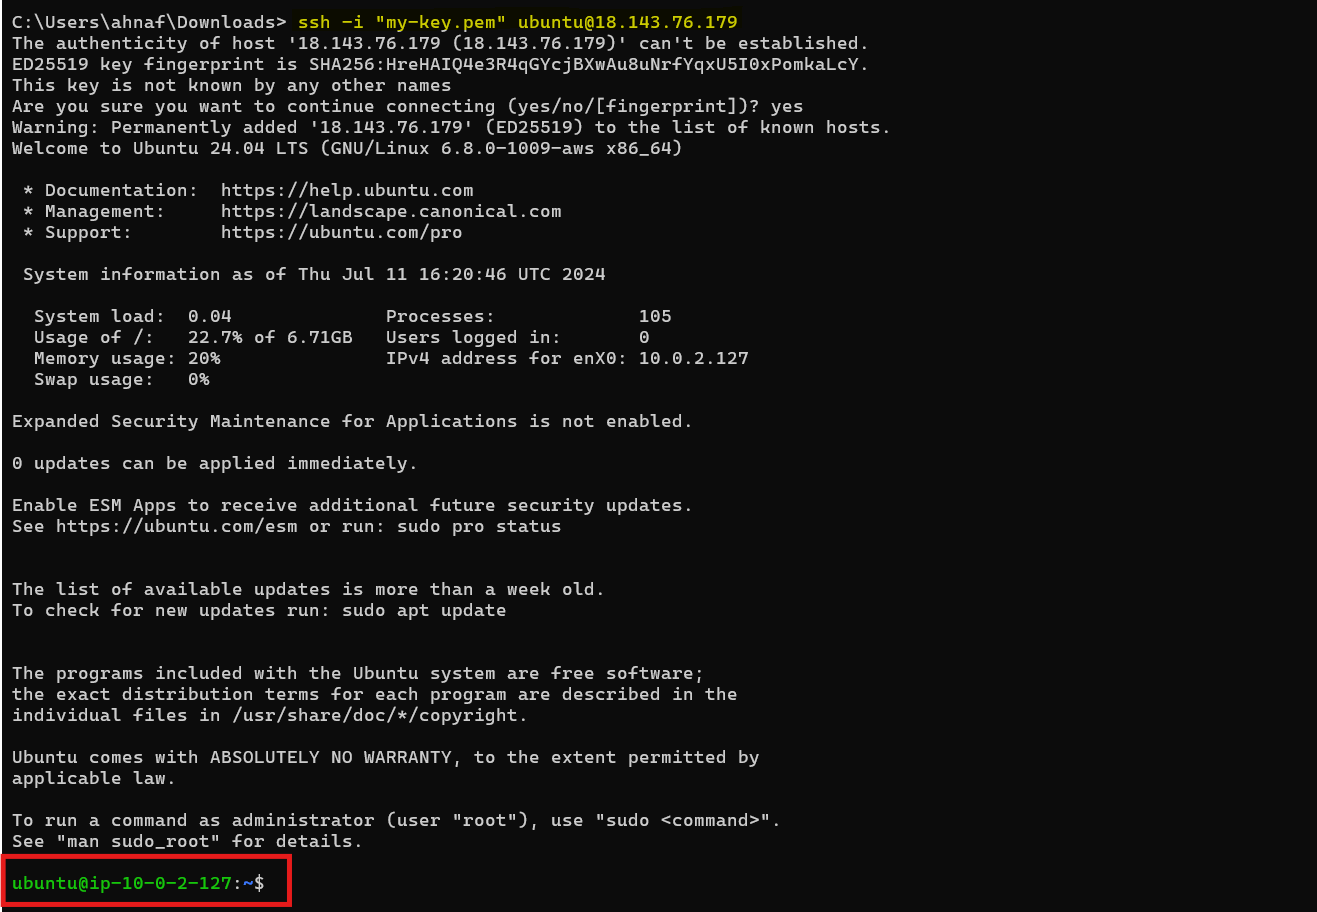 C:\Users\ahnaf\Downloads> ssh -i "my-key.pem" ubuntu@18.143.76.179
The authenticity of host '18.143.76.179 (18.143.76.179)' can't be established.
ED25519 key fingerprint is SHA256:HreHAIQ4e3R4qGYcjBXwAu8uNrfYqxU5I0xPomkaLcY.
This key is not known by any other names
Are you sure you want to continue connecting (yes/no/[fingerprint])? yes
Warning: Permanently added '18.143.76.179' (ED25519) to the list of known hosts.
Welcome to Ubuntu 24.04 LTS (GNU/Linux 6.8.0-1009-aws x86_64)

 * Documentation:  https://help.ubuntu.com
 * Management:     https://landscape.canonical.com
 * Support:        https://ubuntu.com/pro

 System information as of Thu Jul 11 16:20:46 UTC 2024

  System load:  0.04              Processes:             105
  Usage of /:   22.7% of 6.71GB   Users logged in:       0
  Memory usage: 20%               IPv4 address for enX0: 10.0.2.127
  Swap usage:   0%

Expanded Security Maintenance for Applications is not enabled.

0 updates can be applied immediately.

Enable ESM Apps to receive additional future security updates.
See https://ubuntu.com/esm or run: sudo pro status

The list of available updates is more than a week old.
To check for new updates run: sudo apt update

The programs included with the Ubuntu system are free software;
the exact distribution terms for each program are described in the
individual files in /usr/share/doc/*/copyright.

Ubuntu comes with ABSOLUTELY NO WARRANTY, to the extent permitted by
applicable law.

To run a command as administrator (user "root"), use "sudo <command>".
See "man sudo_root" for details.

ubuntu@ip-10-0-2-127:~$